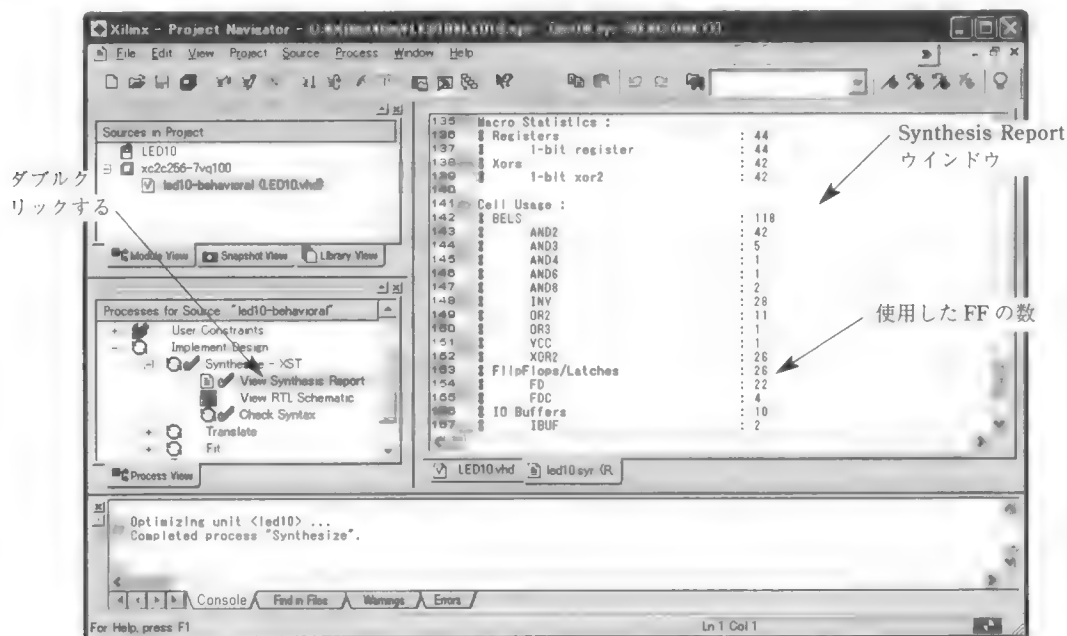 Xilinx - Project Navigator -
File Edit View Project Source Process Window Help
Sources in Project
LED10
xc2c256-7vq100
led10-behavioral (LED10.vhd)
Module View Snapshot View Library View
Processes for Source "led10-behavioral"
User Constraints
Implement Design
Synthesize - XST
View Synthesis Report
View RTL Schematic
Check Syntax
Translate
Fit
Process View
135 Macro Statistics :
136 # Registers : 44
137 # 1-bit register : 44
138 # Xors : 42
139 # 1-bit xor2 : 42
140
141 Cell Usage :
142 # BELS : 118
143 # AND2 : 42
144 # AND3 : 5
145 # AND4 : 1
146 # AND6 : 1
147 # AND8 : 2
148 # INV : 28
149 # OR2 : 11
150 # OR3 : 1
151 # VCC : 1
152 # XOR2 : 26
153 # FlipFlops/Latches : 26
154 # FD : 22
155 # FDC : 4
156 # IO Buffers : 10
157 # IBUF : 2
LED10.vhd led10.syr (R
Optimizing unit <led10> ...
Completed process "Synthesize".
Console Find in Files Warnings Errors
For Help, press F1
Ln 1 Col 1
ダブルク
リックする
Synthesis Report
ウインドウ
使用した FF の数